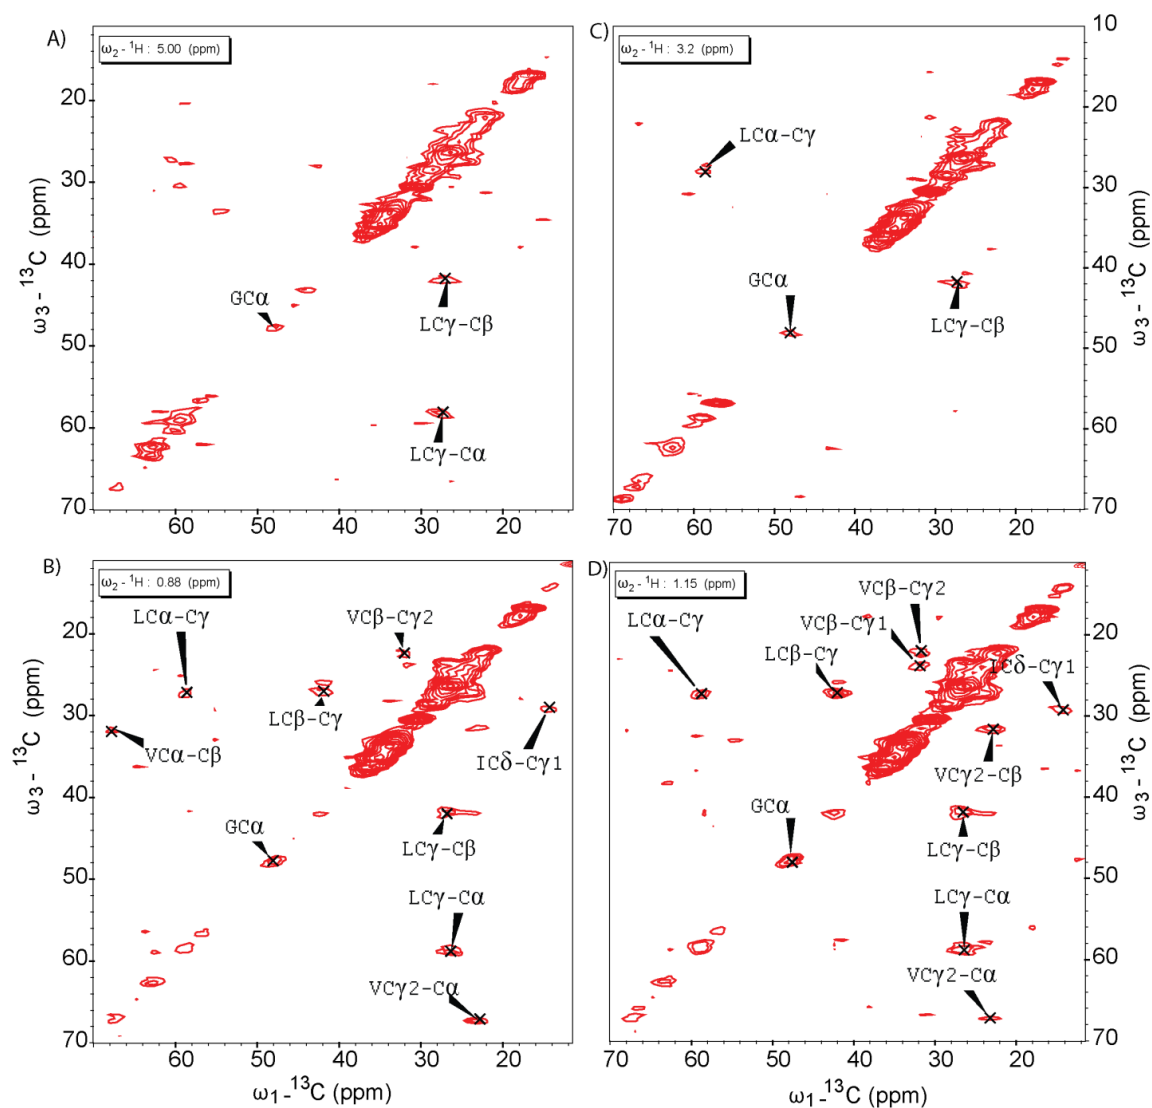 A)
ω₂ - ¹H : 5.00 (ppm)
20
30
40
50
60
70
ω₃ - ¹³C (ppm)
GCα
LCγ-Cβ
LCγ-Cα
60
50
40
30
20
C)
ω₂ - ¹H : 3.2 (ppm)
10
20
30
40
50
60
70
ω₃ - ¹³C (ppm)
LCα-Cγ
GCα
LCγ-Cβ
70
60
50
40
30
20
B)
ω₂ - ¹H : 0.88 (ppm)
20
30
40
50
60
70
ω₃ - ¹³C (ppm)
LCα-Cγ
VCβ-Cγ2
LCβ-Cγ
VCα-Cβ
ICδ-Cγ1
GCα
LCγ-Cβ
LCγ-Cα
VCγ2-Cα
60
50
40
30
20
ω₁ - ¹³C (ppm)
D)
ω₂ - ¹H : 1.15 (ppm)
20
30
40
50
60
70
ω₃ - ¹³C (ppm)
VCβ-Cγ2
LCα-Cγ
VCβ-Cγ1
LCβ-Cγ
ICδ-Cγ1
VCγ2-Cβ
GCα
LCγ-Cβ
LCγ-Cα
VCγ2-Cα
70
60
50
40
30
20
ω₁ - ¹³C (ppm)